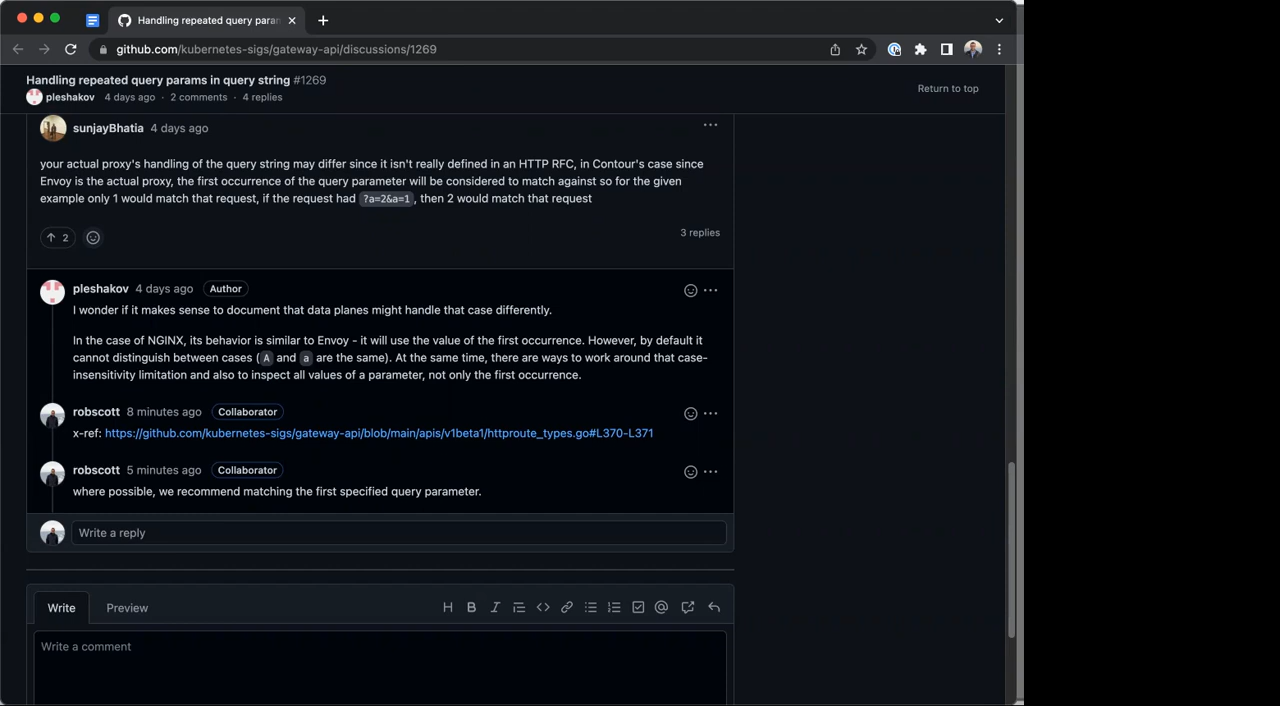 Handling repeated query param
github.com/kubernetes-sigs/gateway-api/discussions/1269
Handling repeated query params in query string #1269
pleshakov 4 days ago · 2 comments · 4 replies
Return to top
sunjayBhatia 4 days ago
your actual proxy's handling of the query string may differ since it isn't really defined in an HTTP RFC, in Contour's case since
Envoy is the actual proxy, the first occurrence of the query parameter will be considered to match against so for the given
example only 1 would match that request, if the request had ?a=2&a=1, then 2 would match that request
2
3 replies
pleshakov 4 days ago Author
I wonder if it makes sense to document that data planes might handle that case differently.
In the case of NGINX, its behavior is similar to Envoy - it will use the value of the first occurrence. However, by default it
cannot distinguish between cases (A and a are the same). At the same time, there are ways to work around that case-
insensitivity limitation and also to inspect all values of a parameter, not only the first occurrence.
robscott 8 minutes ago Collaborator
x-ref: https://github.com/kubernetes-sigs/gateway-api/blob/main/apis/v1beta1/httproute_types.go#L370-L371
robscott 5 minutes ago Collaborator
where possible, we recommend matching the first specified query parameter.
Write a reply
Write Preview
Write a comment